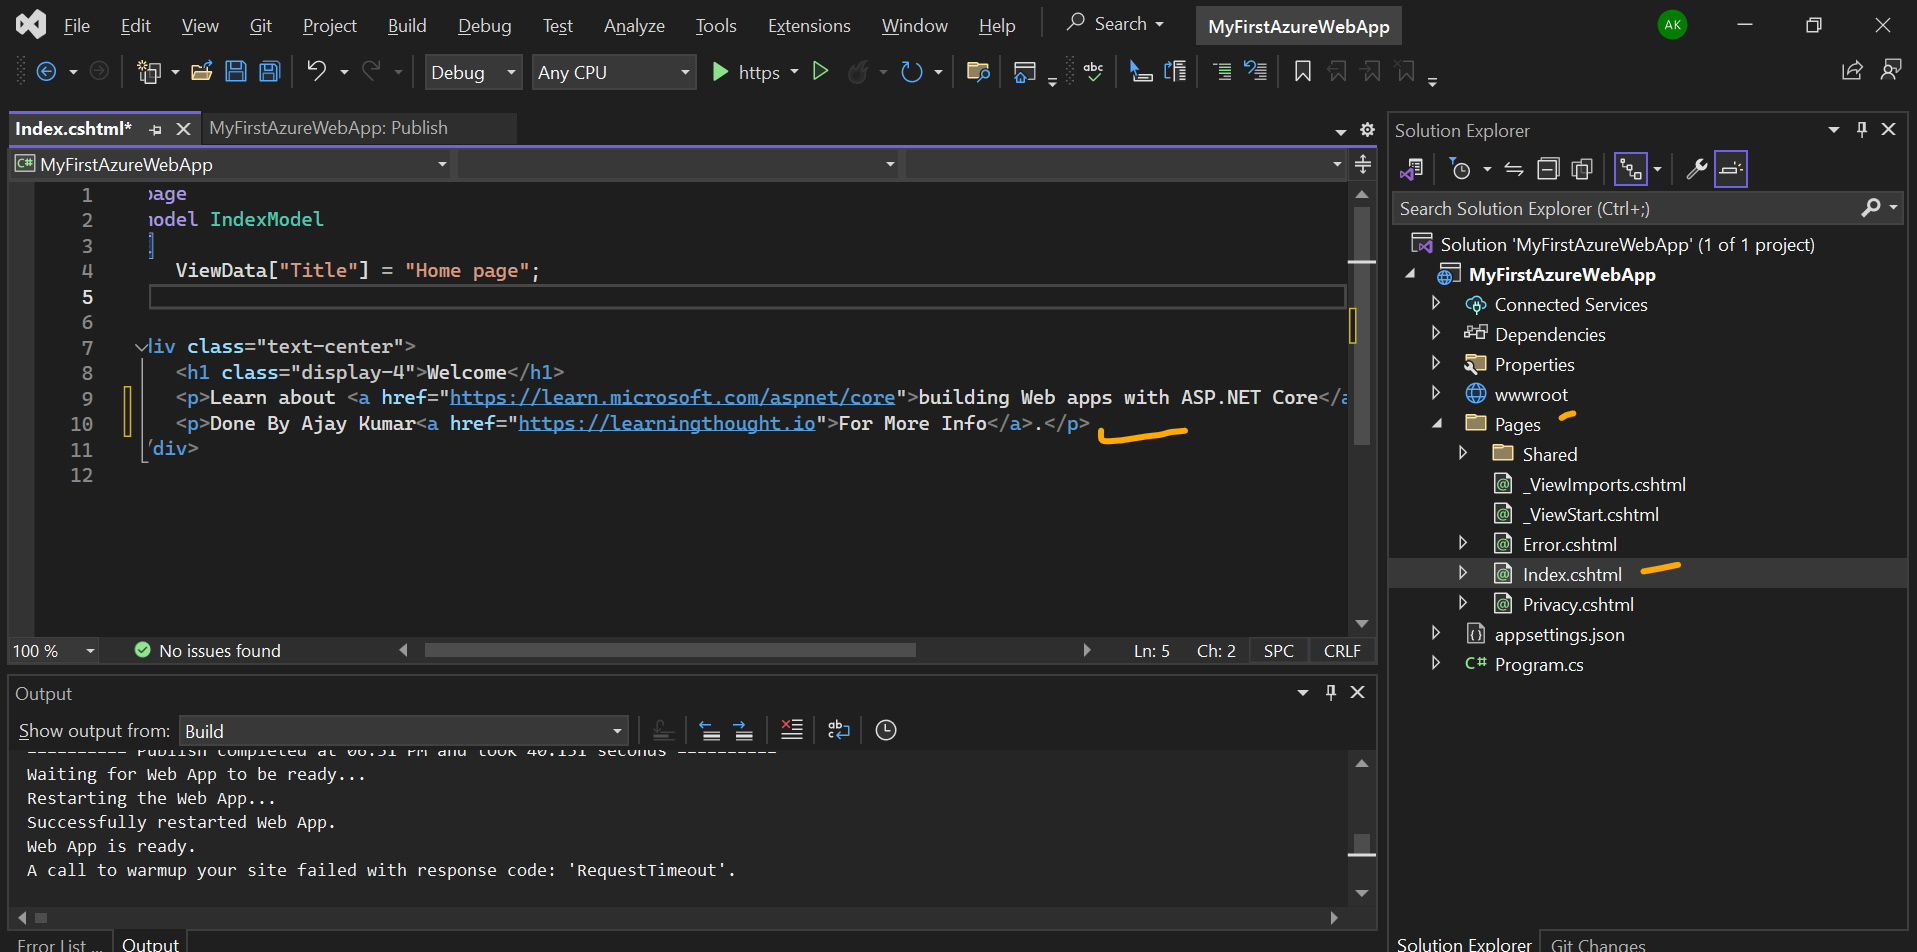 File Edit View Git Project Build Debug Test Analyze Tools Extensions Window Help Search MyFirstAzureWebApp AK
Debug Any CPU https abc
Index.cshtml* MyFirstAzureWebApp: Publish
C# MyFirstAzureWebApp
1 page
2 model IndexModel
3
4 ViewData["Title"] = "Home page";
5
6
7 div class="text-center">
8 <h1 class="display-4">Welcome</h1>
9 <p>Learn about <a href="https://learn.microsoft.com/aspnet/core">building Web apps with ASP.NET Core</a
10 <p>Done By Ajay Kumar<a href="https://learningthought.io">For More Info</a>.</p>
11 /div>
12
100 % No issues found Ln: 5 Ch: 2 SPC CRLF
Output
Show output from: Build
========== Publish completed at 06:51 PM and took 40.151 seconds ==========
Waiting for Web App to be ready...
Restarting the Web App...
Successfully restarted Web App.
Web App is ready.
A call to warmup your site failed with response code: 'RequestTimeout'.
Error List ... Output
Solution Explorer
Search Solution Explorer (Ctrl+;)
Solution 'MyFirstAzureWebApp' (1 of 1 project)
MyFirstAzureWebApp
Connected Services
Dependencies
Properties
wwwroot
Pages
Shared
_ViewImports.cshtml
_ViewStart.cshtml
Error.cshtml
Index.cshtml
Privacy.cshtml
appsettings.json
C# Program.cs
Solution Explorer Git Changes